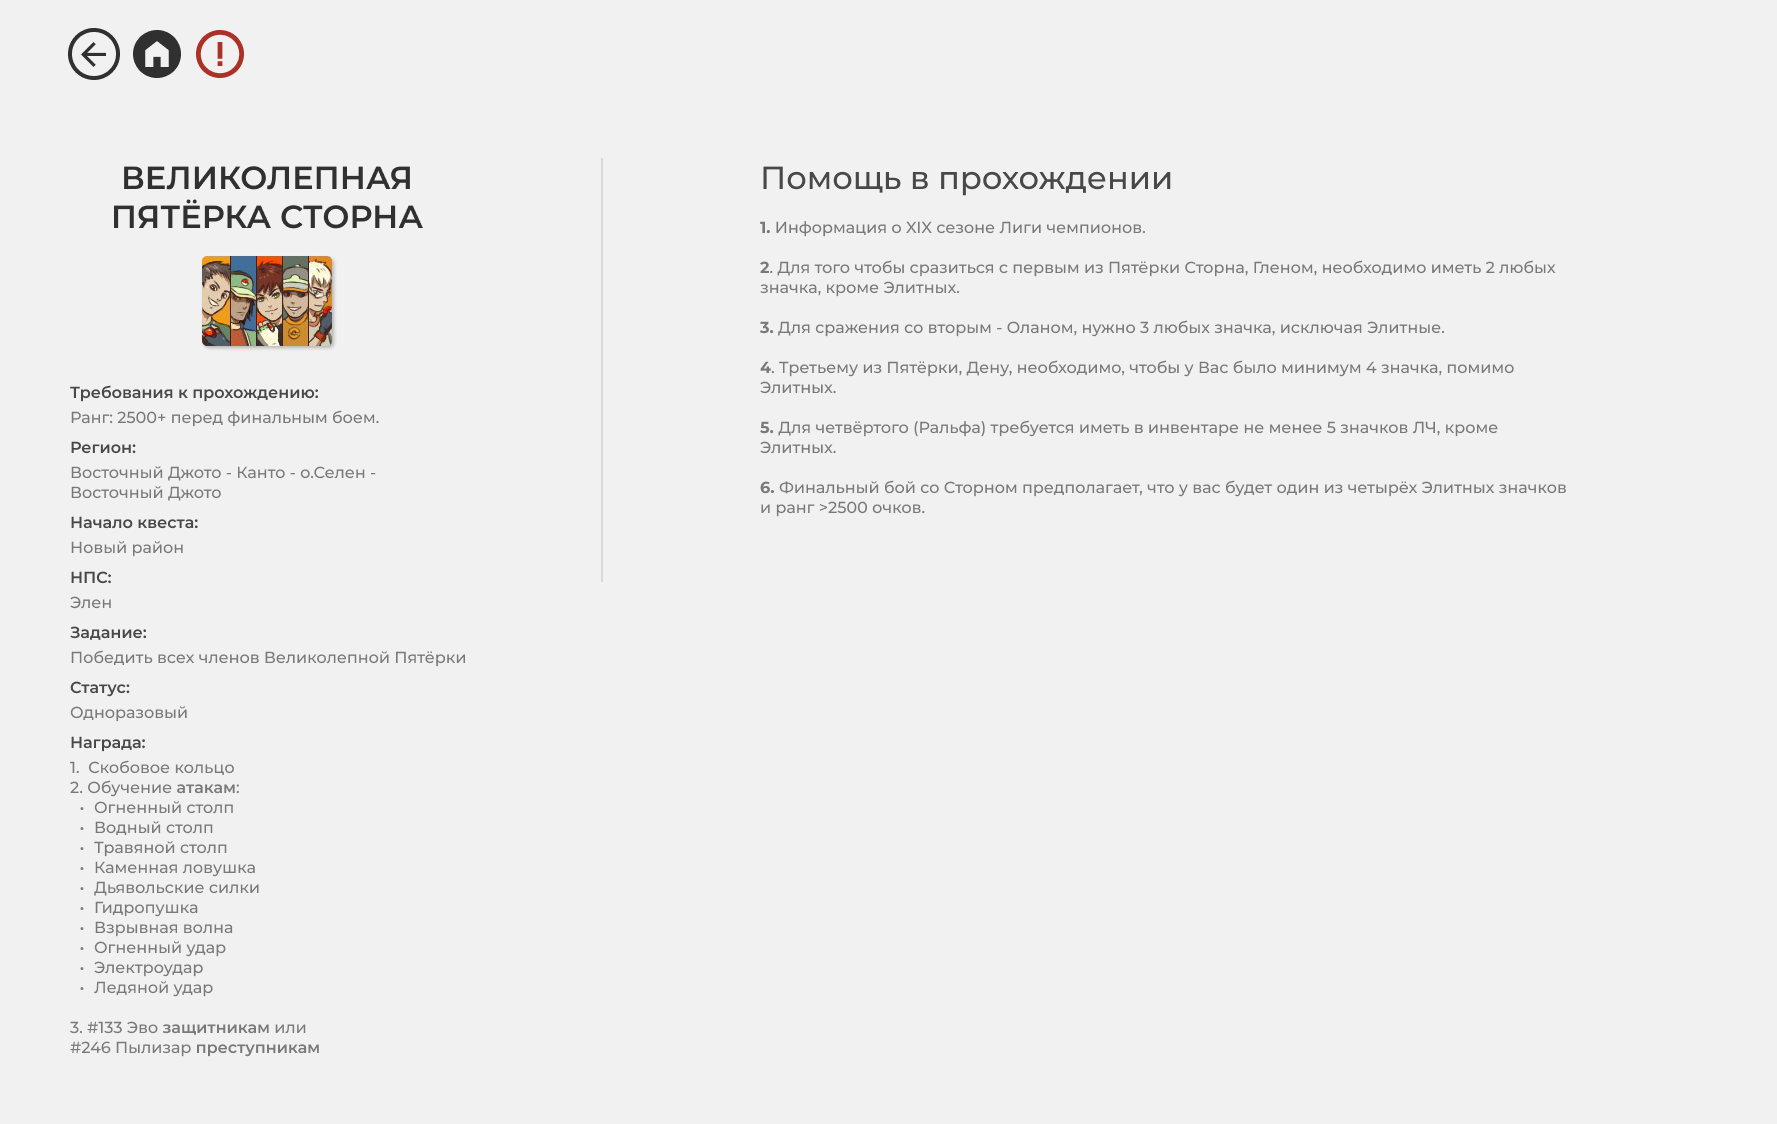 ВЕЛИКОЛЕПНАЯ
ПЯТЁРКА СТОРНА
Требования к прохождению:
Ранг: 2500+ перед финальным боем.
Регион:
Восточный Джото - Канто - о.Селен -
Восточный Джото
Начало квеста:
Новый район
НПС:
Элен
Задание:
Победить всех членов Великолепной Пятёрки
Статус:
Одноразовый
Награда:
1. Скобовое кольцо
2. Обучение атакам:
• Огненный столп
• Водный столп
• Травяной столп
• Каменная ловушка
• Дьявольские силки
• Гидропушка
• Взрывная волна
• Огненный удар
• Электроудар
• Ледяной удар
3. #133 Эво защитникам или
#246 Пылизар преступникам
Помощь в прохождении
1. Информация о XIX сезоне Лиги чемпионов.
2. Для того чтобы сразиться с первым из Пятёрки Сторна, Гленом, необходимо иметь 2 любых
значка, кроме Элитных.
3. Для сражения со вторым - Оланом, нужно 3 любых значка, исключая Элитные.
4. Третьему из Пятёрки, Дену, необходимо, чтобы у Вас было минимум 4 значка, помимо
Элитных.
5. Для четвёртого (Ральфа) требуется иметь в инвентаре не менее 5 значков ЛЧ, кроме
Элитных.
6. Финальный бой со Сторном предполагает, что у вас будет один из четырёх Элитных значков
и ранг >2500 очков.